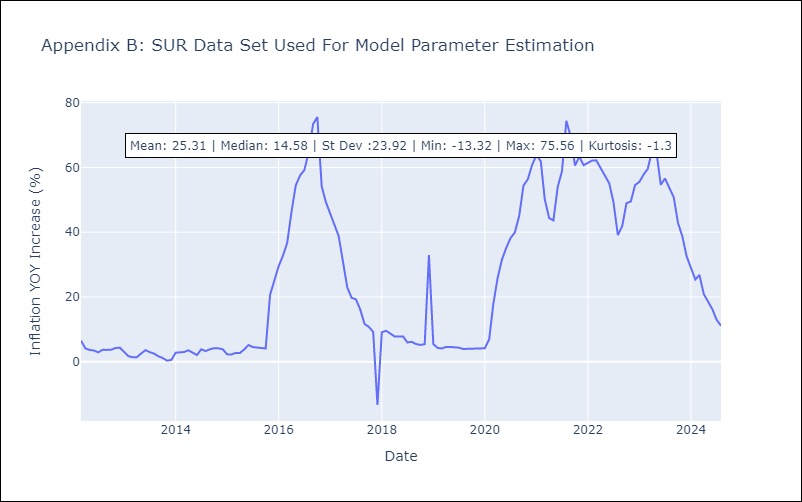 Appendix B: SUR Data Set Used For Model Parameter Estimation
80
Mean: 25.31 | Median: 14.58 | St Dev :23.92 | Min: -13.32 | Max: 75.56 | Kurtosis: -1.3
60
40
20
0
Inflation YOY Increase (%)
2014
2016
2018
2020
2022
2024
Date